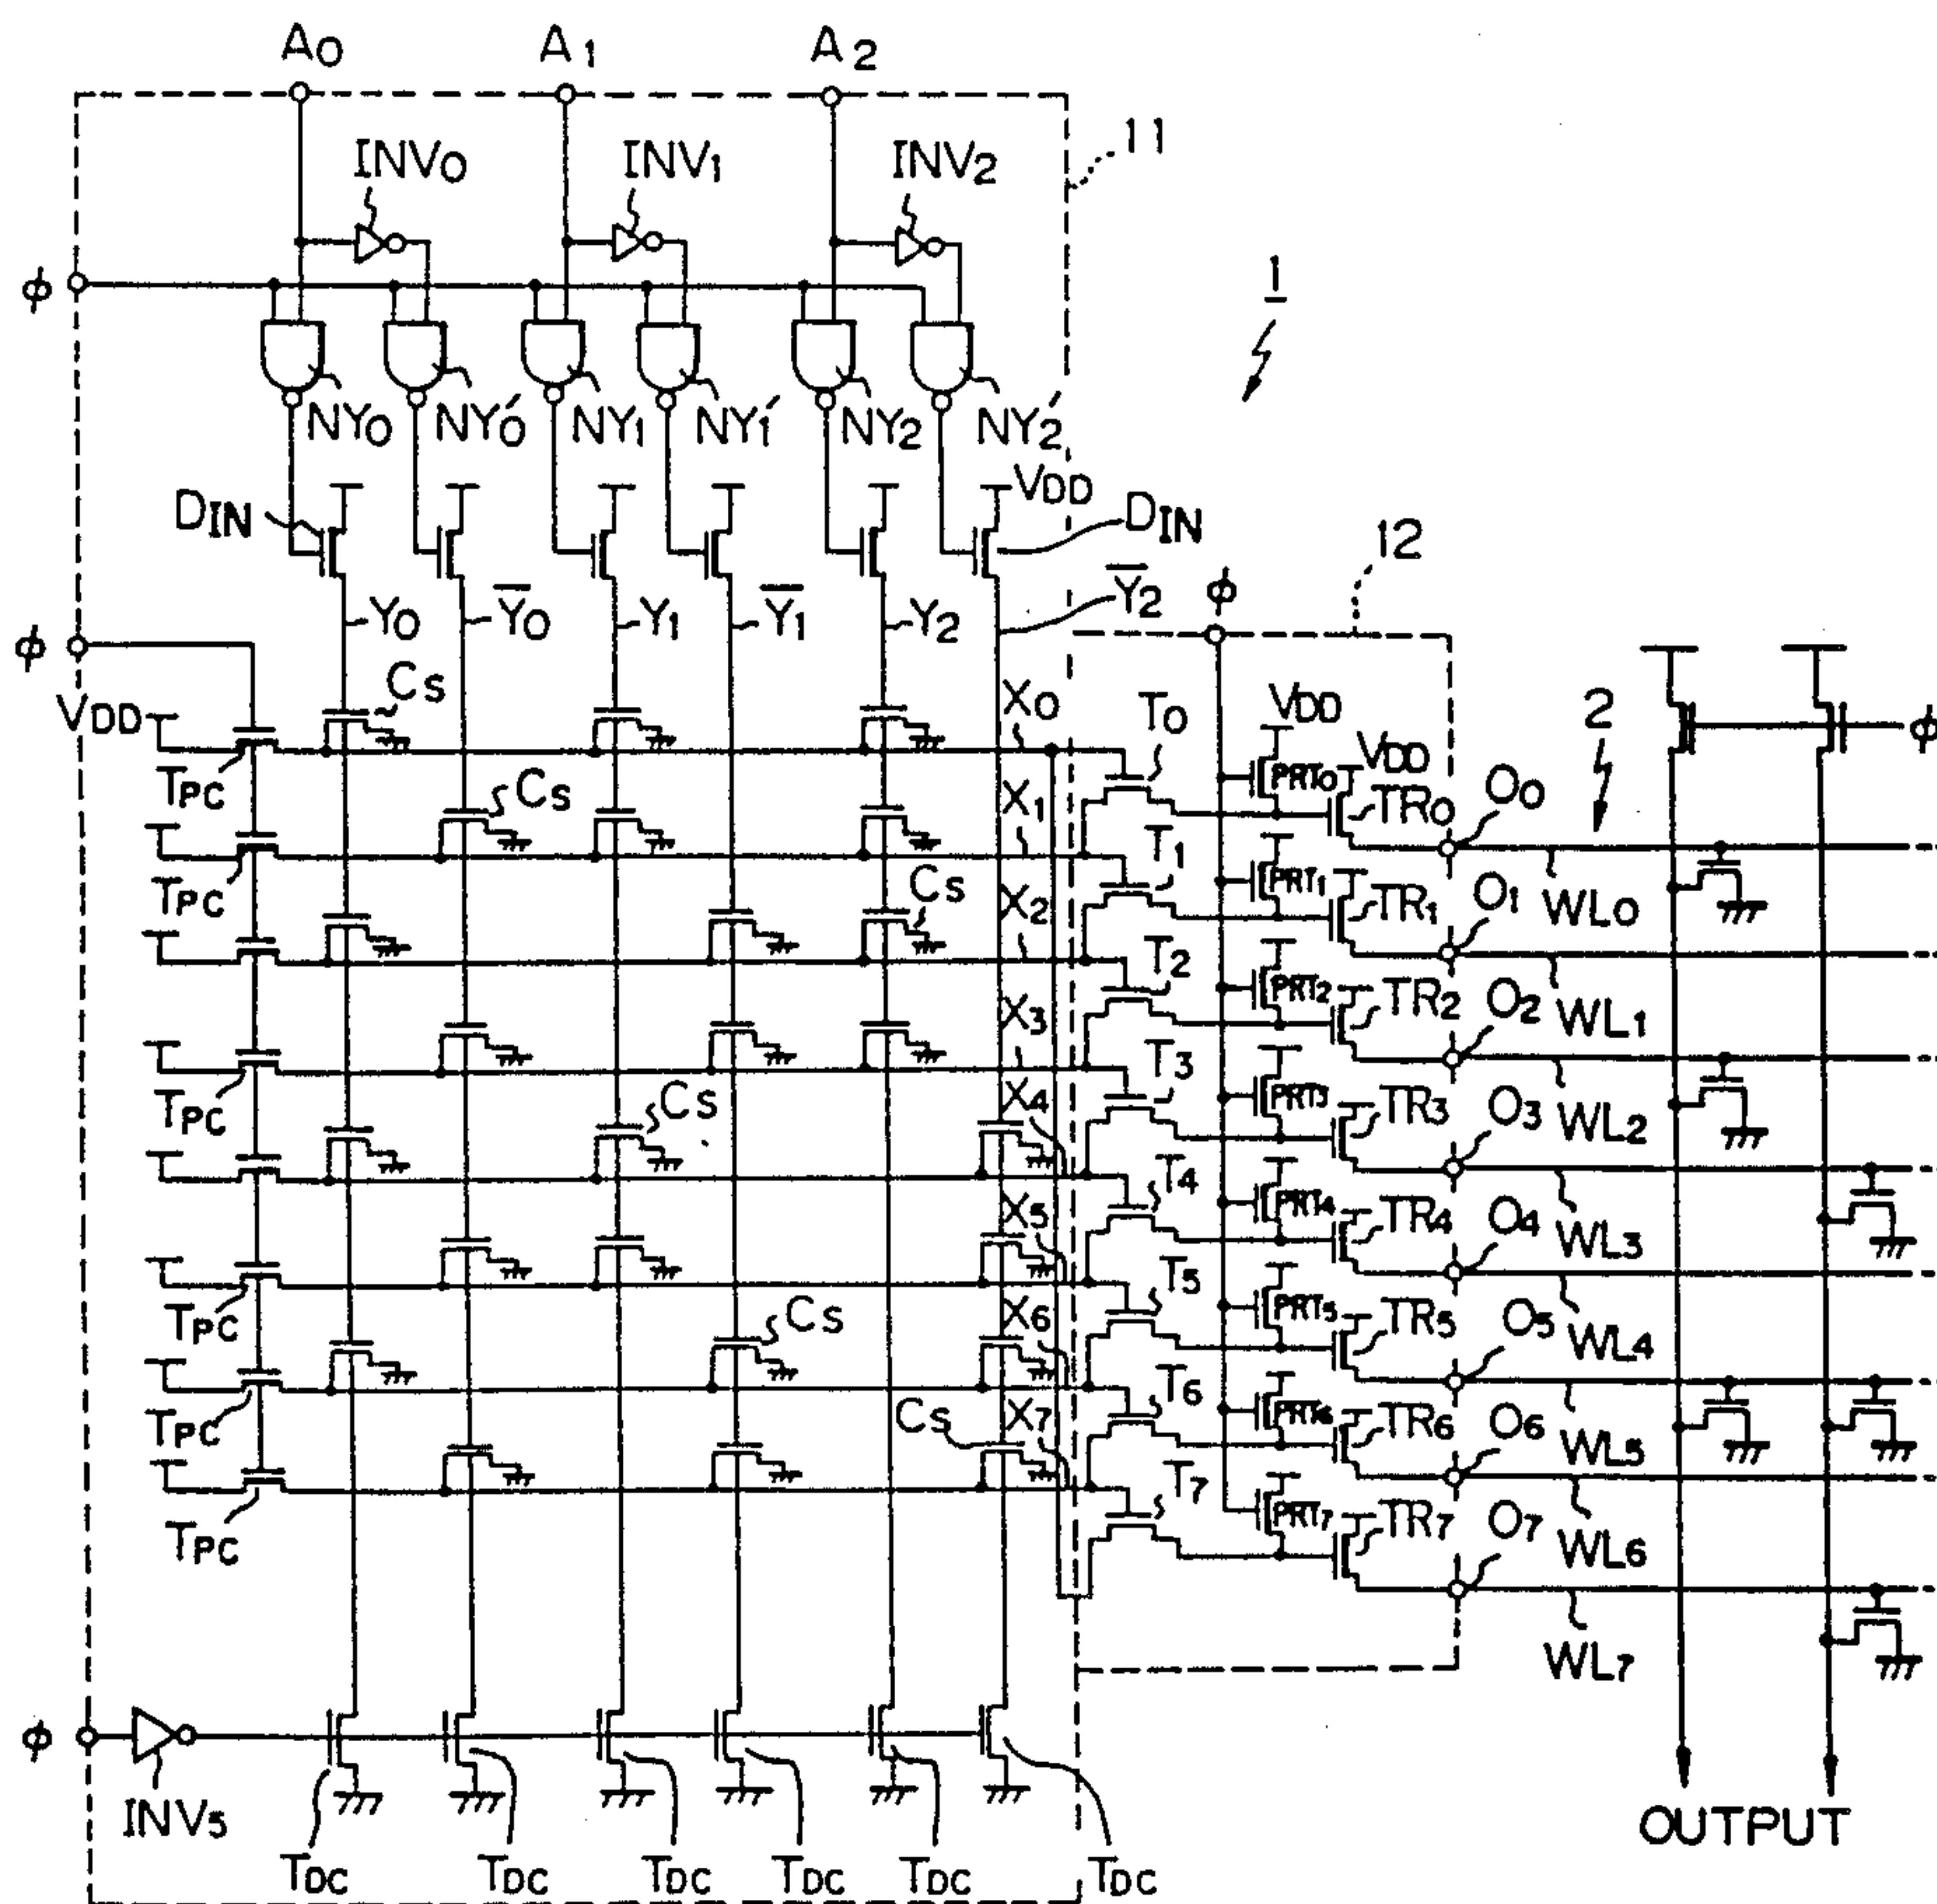 A0 A1 A2
INV0 INV1 INV2 11
1
ϕ
NY0 NY0′ NY1 NY1′ NY2 NY2′
VDD
DIN DIN
12
ϕ
Y0 Y̅0 Y1 Y̅1 Y2 Y̅2
ϕ
VDD CS X0 T0 VDD 2
VDD ϕ
TPC PRT0 TR0 O0
CS X1 T1
TPC CS PRT1 TR1 O1 WL0
X2 T2
PRT2 TR2 O2 WL1
X3 T3
TPC CS X4 PRT3 TR3 O3 WL2
T4
X5 PRT4 TR4 O4 WL3
T5
TPC CS X6 PRT5 TR5 O5 WL4
T6
TPC CS X7 PRT6 TR6 O6 WL5
T7
TPC PRT7 TR7 O7 WL6
WL7
ϕ
INV5
OUTPUT
TDC TDC TDC TDC TDC TDC